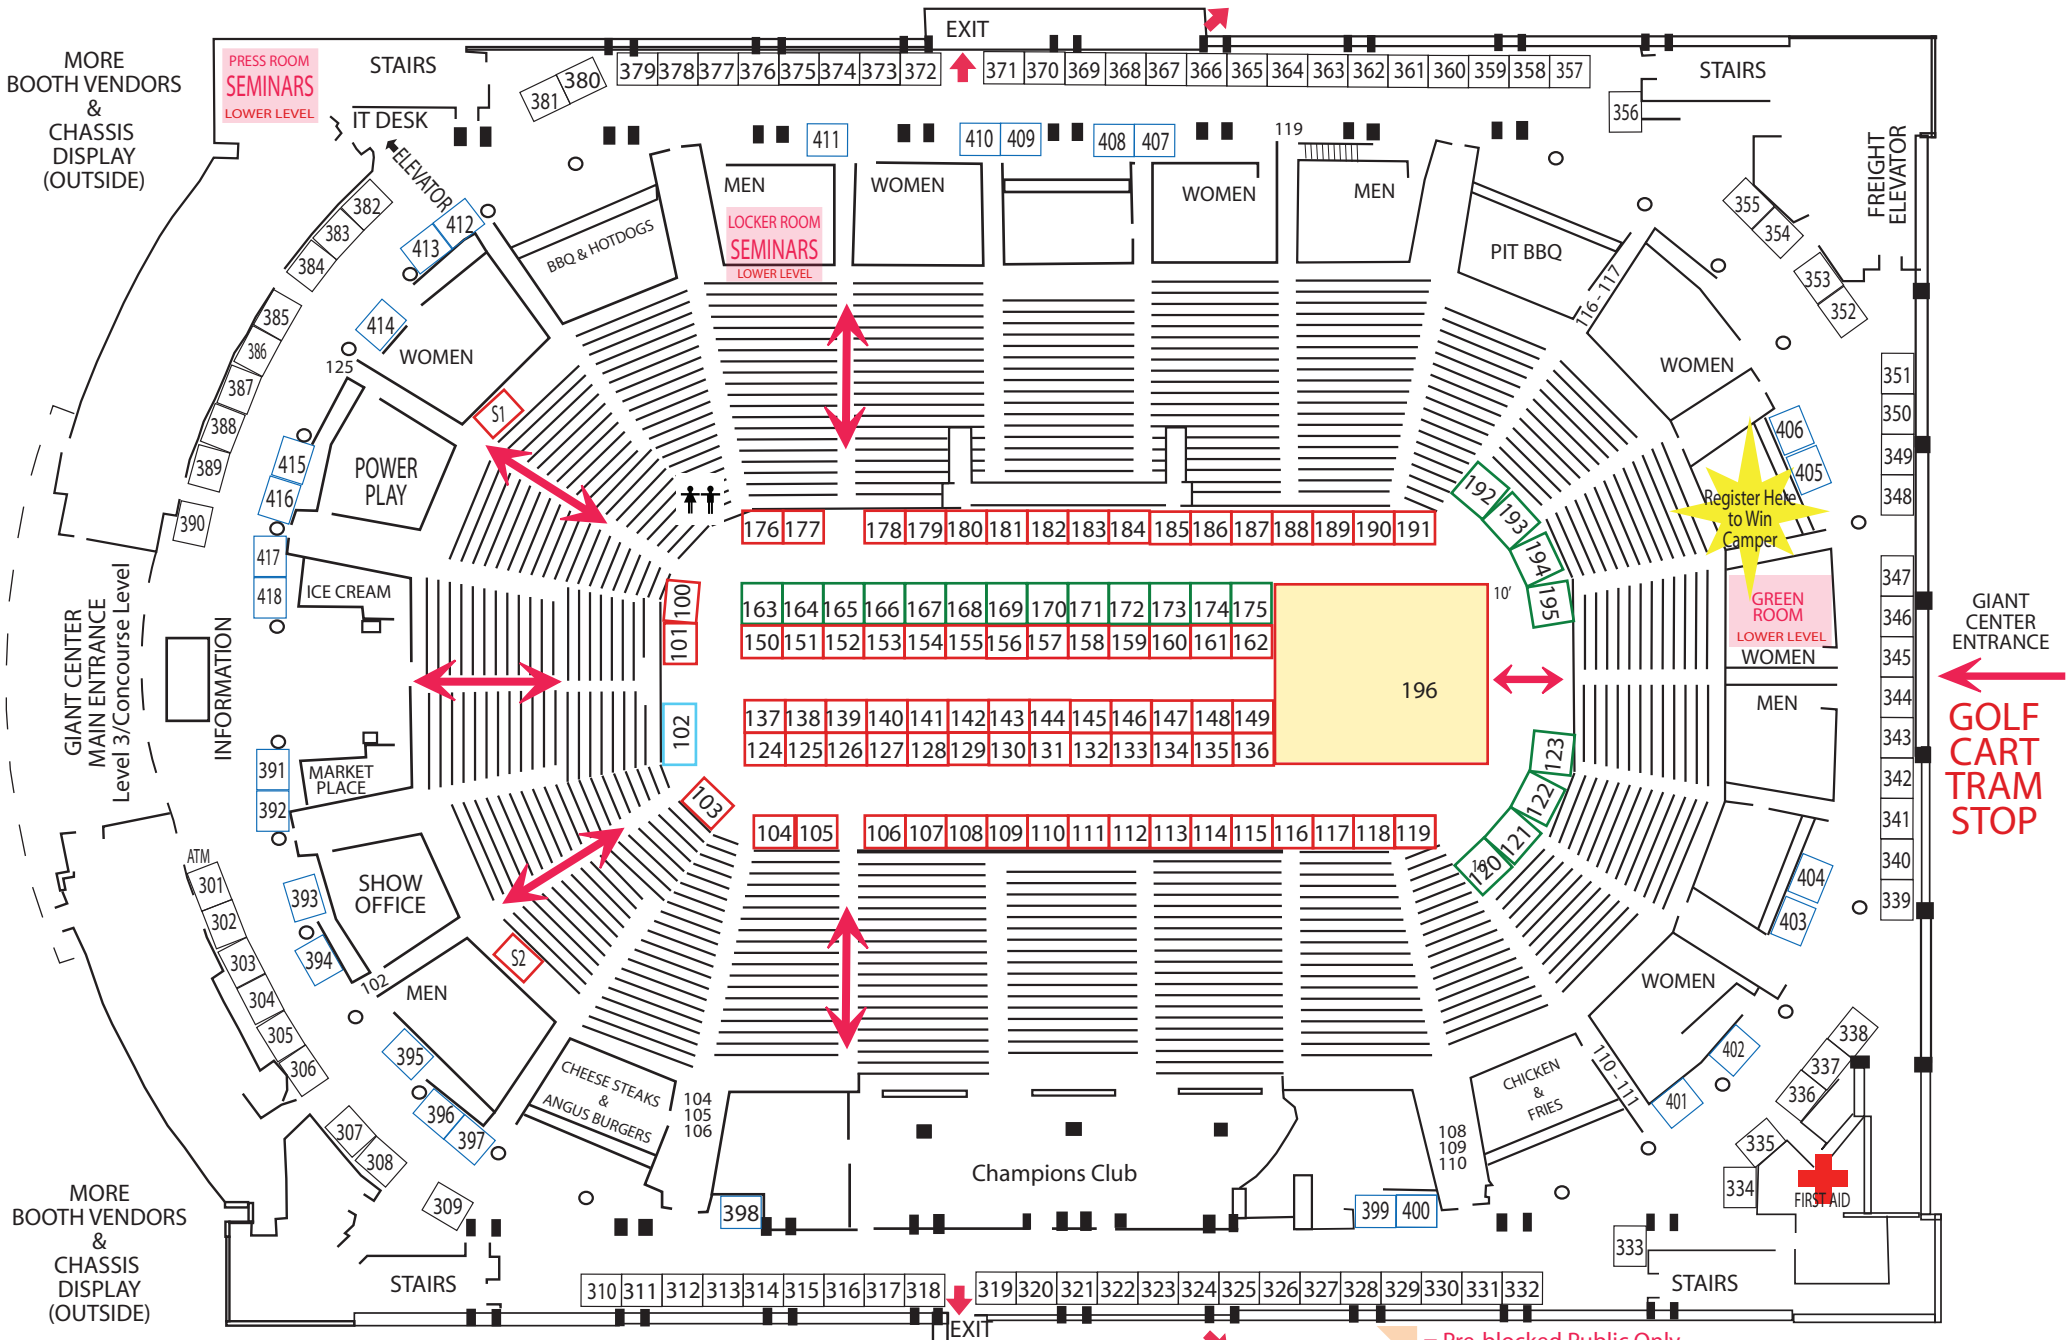 EXIT
MORE
BOOTH VENDORS
&
CHASSIS
DISPLAY
(OUTSIDE)
PRESS ROOM
SEMINARS
LOWER LEVEL
STAIRS
IT DESK
ELEVATOR
381 380
379 378 377 376 375 374 373 372
371 370 369 368 367 366 365 364 363 362 361 360 359 358 357
STAIRS
356
FREIGHT
ELEVATOR
411
410 409
408 407
119
MEN
WOMEN
WOMEN
MEN
LOCKER ROOM
SEMINARS
LOWER LEVEL
BBQ & HOTDOGS
PIT BBQ
116 - 117
355
354
353
352
382
383
384
412
413
414
385
386
387
388
389
390
125
WOMEN
WOMEN
S1
POWER
PLAY
415
416
417
418
ICE CREAM
351
350
349
348
406
405
Register Here
to Win
Camper
176 177
178 179 180 181 182 183 184 185 186 187 188 189 190 191
192
193
194
195
100
101
102
103
163 164 165 166 167 168 169 170 171 172 173 174 175
150 151 152 153 154 155 156 157 158 159 160 161 162
10'
196
137 138 139 140 141 142 143 144 145 146 147 148 149
124 125 126 127 128 129 130 131 132 133 134 135 136
104 105
106 107 108 109 110 111 112 113 114 115 116 117 118 119
123
122
121
120
GREEN
ROOM
LOWER LEVEL
WOMEN
MEN
347
346
345
344
343
342
341
340
339
GIANT
CENTER
ENTRANCE
GOLF
CART
TRAM
STOP
GIANT CENTER
MAIN ENTRANCE
Level 3/Concourse Level
INFORMATION
391
392
MARKET
PLACE
ATM
301
302
303
304
305
306
307
308
309
393
394
SHOW
OFFICE
102
MEN
S2
395
396
397
CHEESE STEAKS
&
ANGUS BURGERS
104
105
106
Champions Club
398
399 400
108
109
110
CHICKEN
&
FRIES
110 - 111
WOMEN
404
403
402
401
338
337
336
335
334
FIRST AID
333
STAIRS
MORE
BOOTH VENDORS
&
CHASSIS
DISPLAY
(OUTSIDE)
STAIRS
310 311 312 313 314 315 316 317 318
319 320 321 322 323 324 325 326 327 328 329 330 331 332
EXIT
= Pre-blocked Public Only